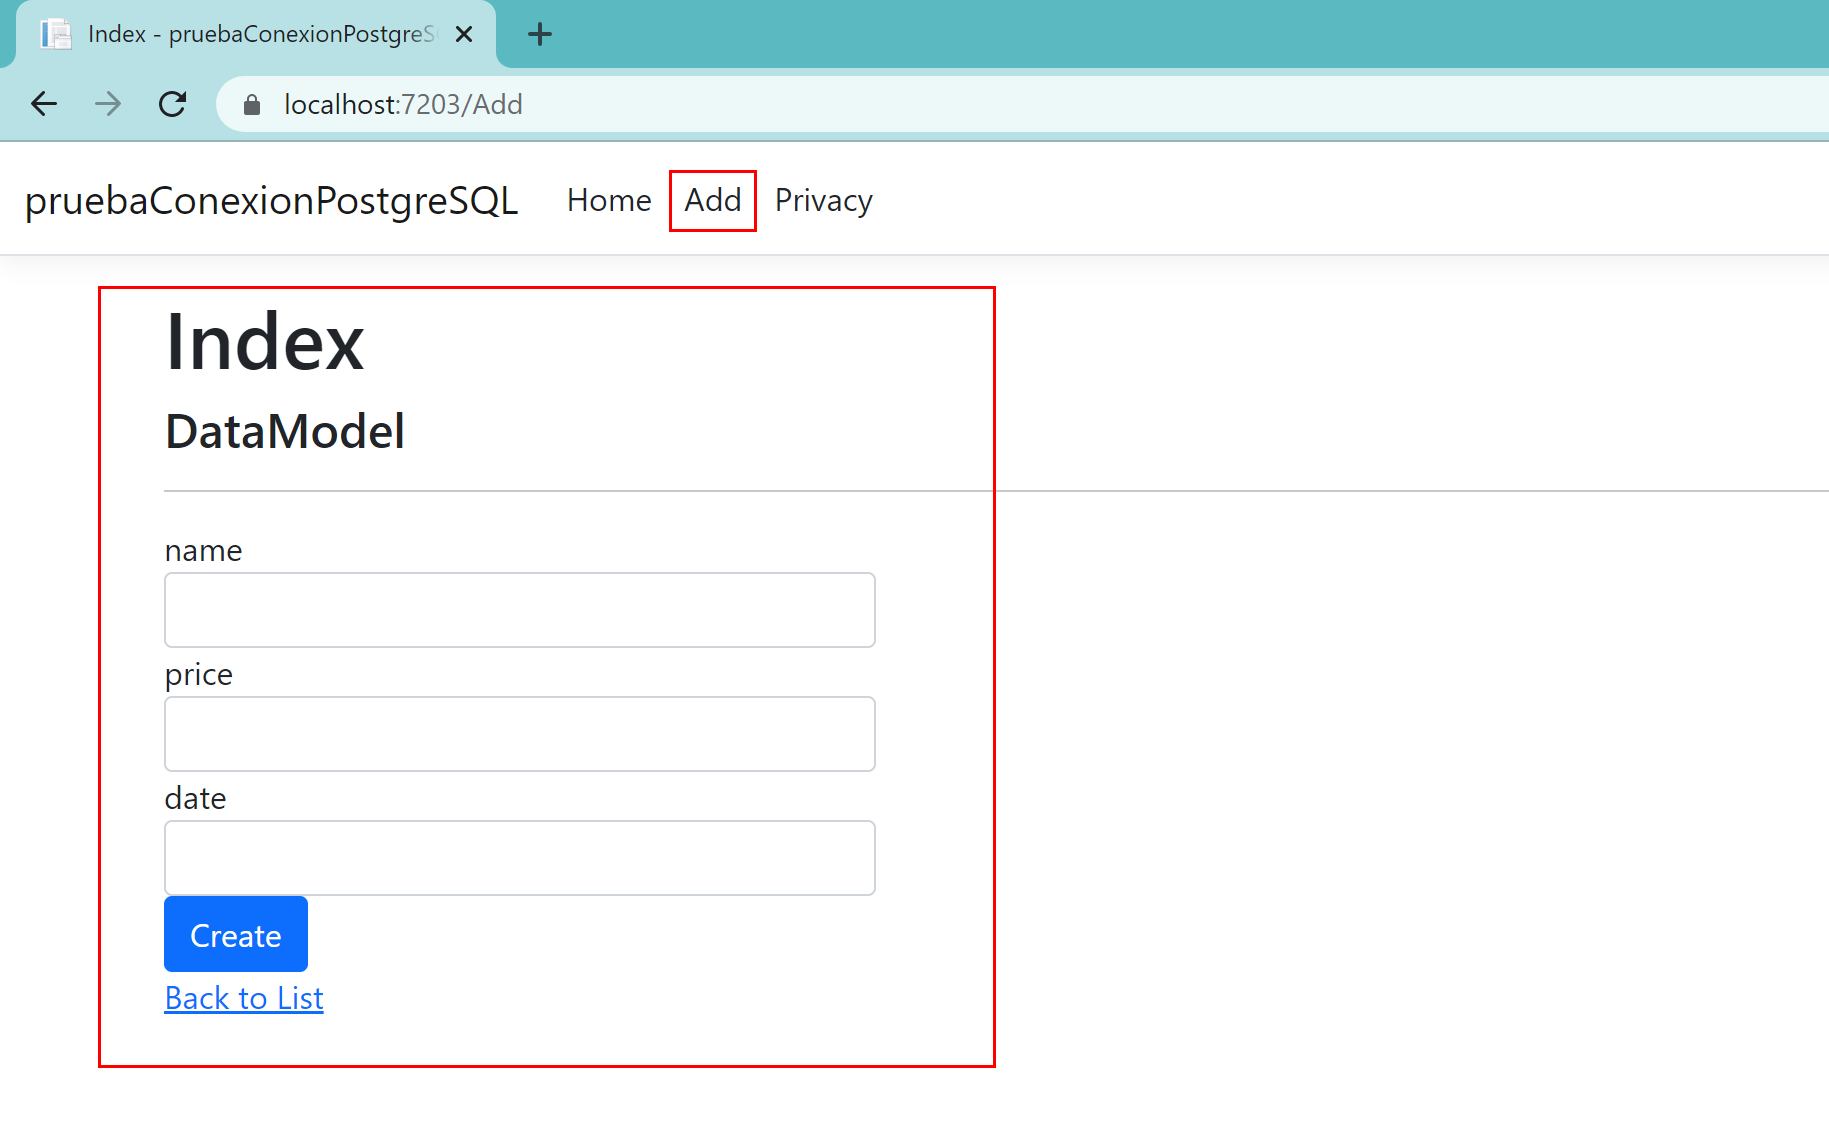 Index - pruebaConexionPostgreS
localhost:7203/Add
pruebaConexionPostgreSQL Home Add Privacy
Index
DataModel
name
price
date
Create
Back to List